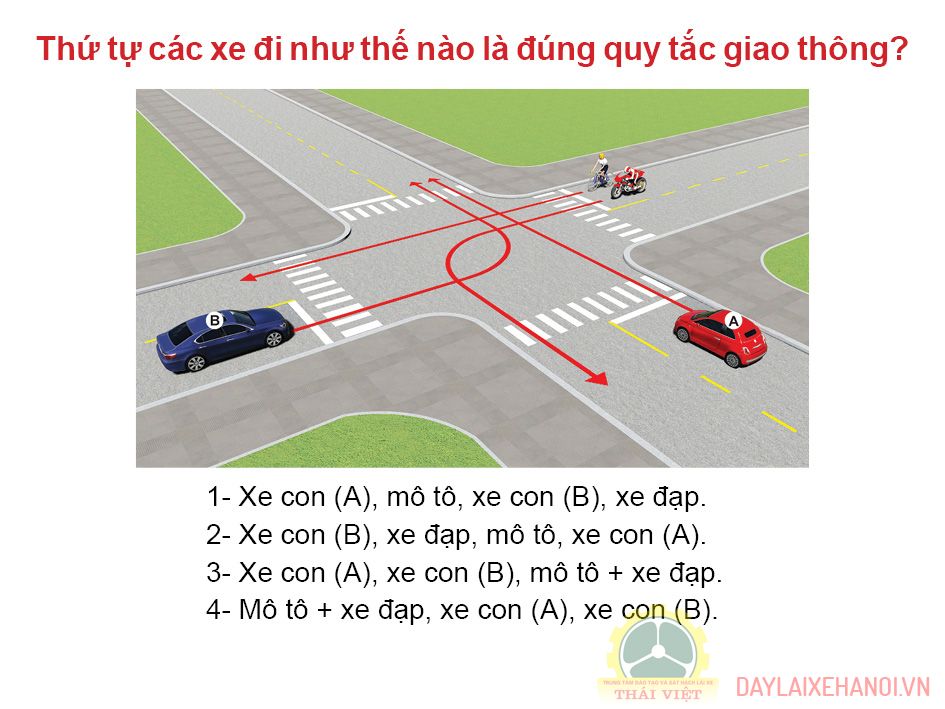 Thứ tự các xe đi như thế nào là đúng quy tắc giao thông?
B
A
1- Xe con (A), mô tô, xe con (B), xe đạp.
2- Xe con (B), xe đạp, mô tô, xe con (A).
3- Xe con (A), xe con (B), mô tô + xe đạp.
4- Mô tô + xe đạp, xe con (A), xe con (B).
TRUNG TÂM ĐÀO TẠO VÀ SÁT HẠCH LÁI XE
THÁI VIỆT
DAYLAIXEHANOI.VN